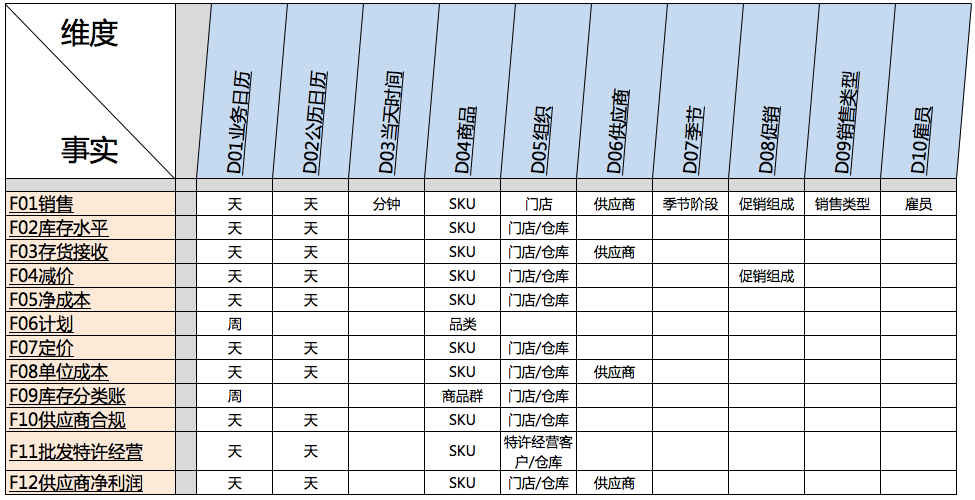 维度
事实
D01业务日历 D02公历日历 D03当天时间 D04商品 D05组织 D06供应商 D07季节 D08促销 D09销售类型 D10雇员
F01销售 天 天 分钟 SKU 门店 供应商 季节阶段 促销组成 销售类型 雇员
F02库存水平 天 天 SKU 门店/仓库
F03存货接收 天 天 SKU 门店/仓库 供应商
F04减价 天 天 SKU 门店/仓库 促销组成
F05净成本 天 天 SKU 门店/仓库
F06计划 周 品类
F07定价 天 天 SKU 门店/仓库
F08单位成本 天 天 SKU 门店/仓库 供应商
F09库存分类账 周 商品群 门店/仓库
F10供应商合规 天 天 SKU 门店/仓库
F11批发特许经营 天 天 SKU 特许经营客
户/仓库
F12供应商净利润 天 天 SKU 门店/仓库 供应商